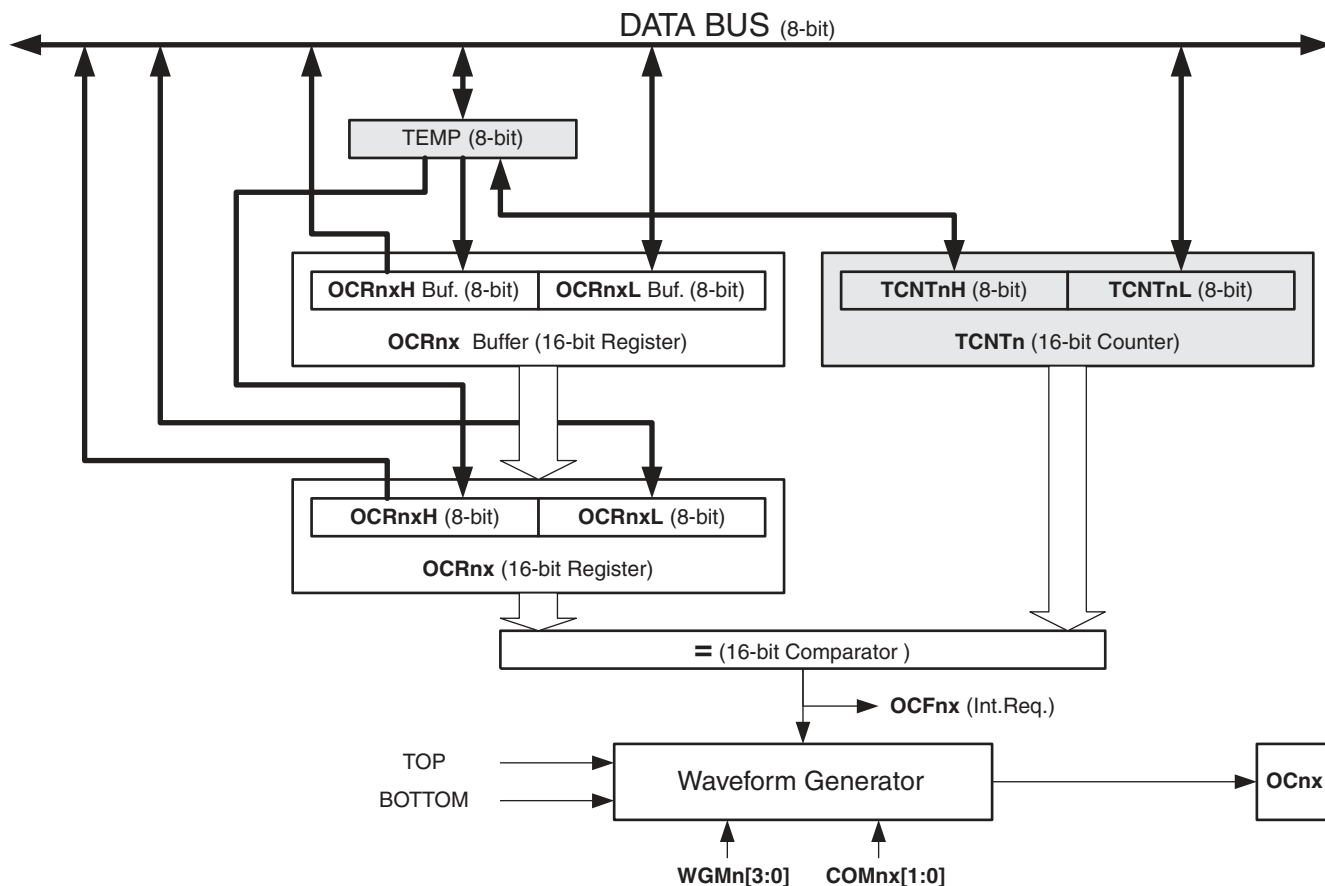 DATA BUS (8-bit)
TEMP (8-bit)
OCRnxH Buf. (8-bit) OCRnxL Buf. (8-bit)
OCRnx Buffer (16-bit Register)
TCNTnH (8-bit) TCNTnL (8-bit)
TCNTn (16-bit Counter)
OCRnxH (8-bit) OCRnxL (8-bit)
OCRnx (16-bit Register)
= (16-bit Comparator )
OCFnx (Int.Req.)
TOP
BOTTOM
Waveform Generator
OCnx
WGMn[3:0] COMnx[1:0]